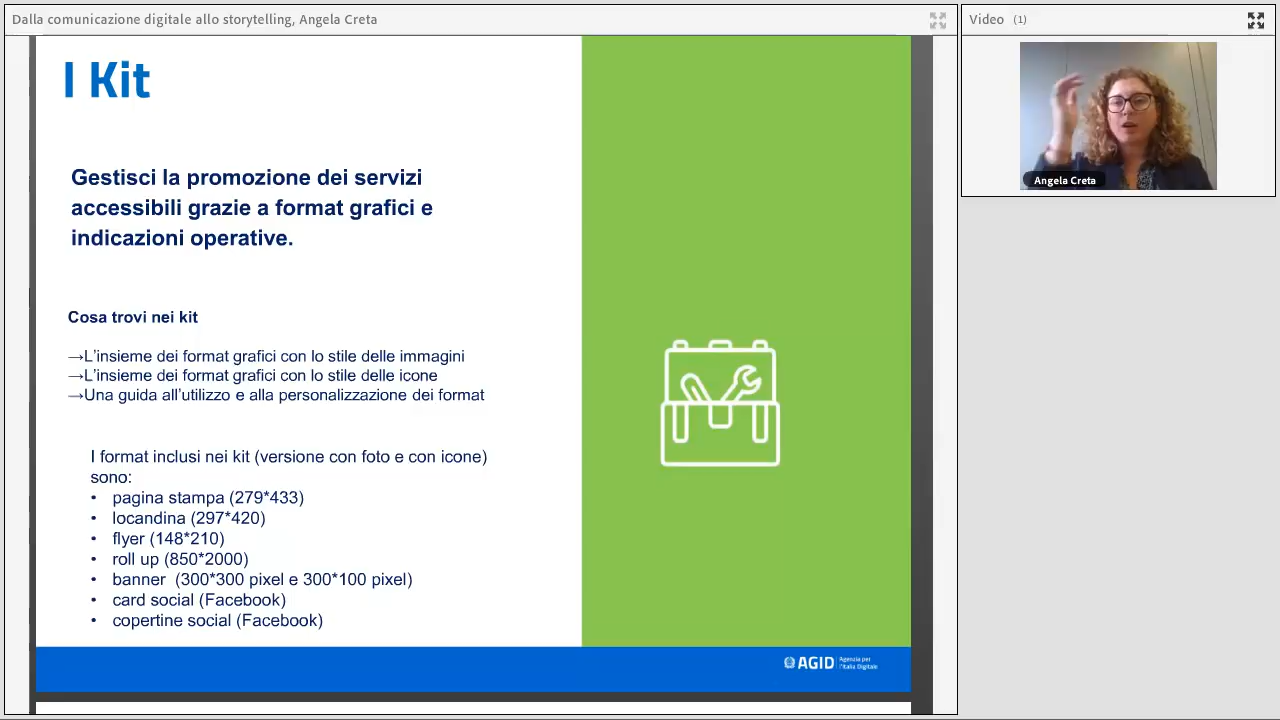 Dalla comunicazione digitale allo storytelling, Angela Creta
Video (1)
I Kit
Gestisci la promozione dei servizi
accessibili grazie a format grafici e
indicazioni operative.
Cosa trovi nei kit
→L'insieme dei format grafici con lo stile delle immagini
→L'insieme dei format grafici con lo stile delle icone
→Una guida all'utilizzo e alla personalizzazione dei format
I format inclusi nei kit (versione con foto e con icone)
sono:
• pagina stampa (279*433)
• locandina (297*420)
• flyer (148*210)
• roll up (850*2000)
• banner (300*300 pixel e 300*100 pixel)
• card social (Facebook)
• copertine social (Facebook)
AGID Agenzia per
l'Italia Digitale
Angela Creta